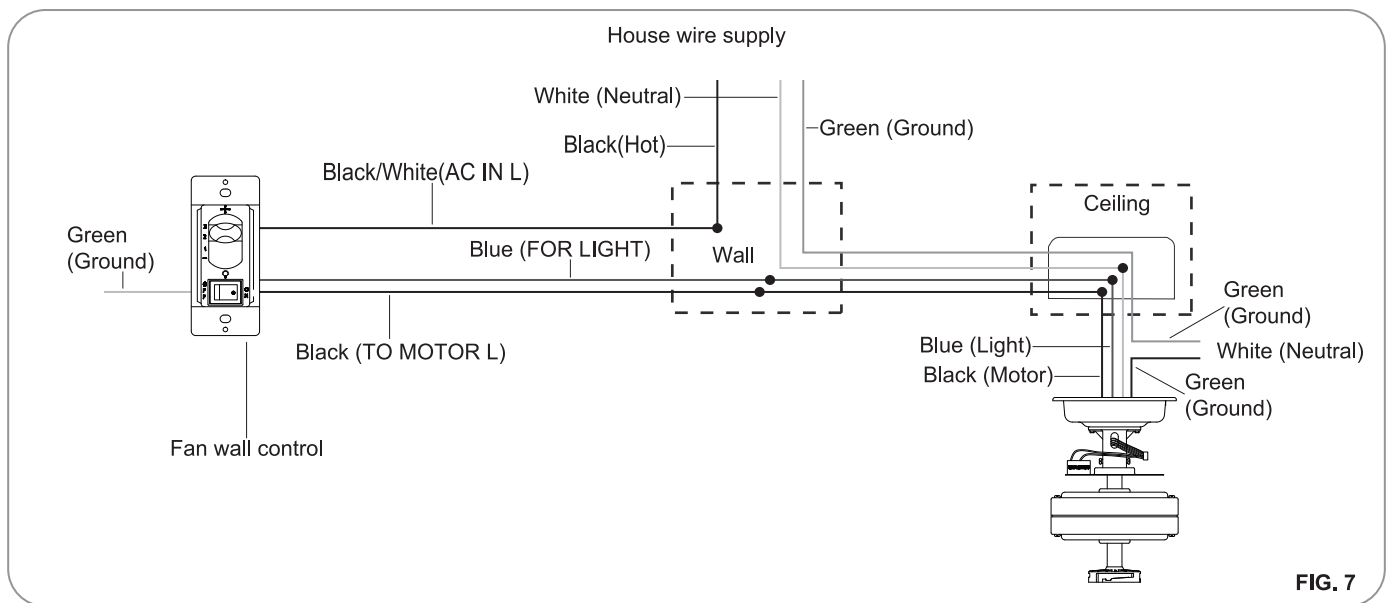 House wire supply
White (Neutral)
Green (Ground)
Black(Hot)
Black/White(AC IN L)
Ceiling
Green
(Ground)
Blue (FOR LIGHT)
Wall
Black (TO MOTOR L)
Green
(Ground)
Blue (Light)
White (Neutral)
Black (Motor)
Green
(Ground)
Fan wall control
FIG. 7